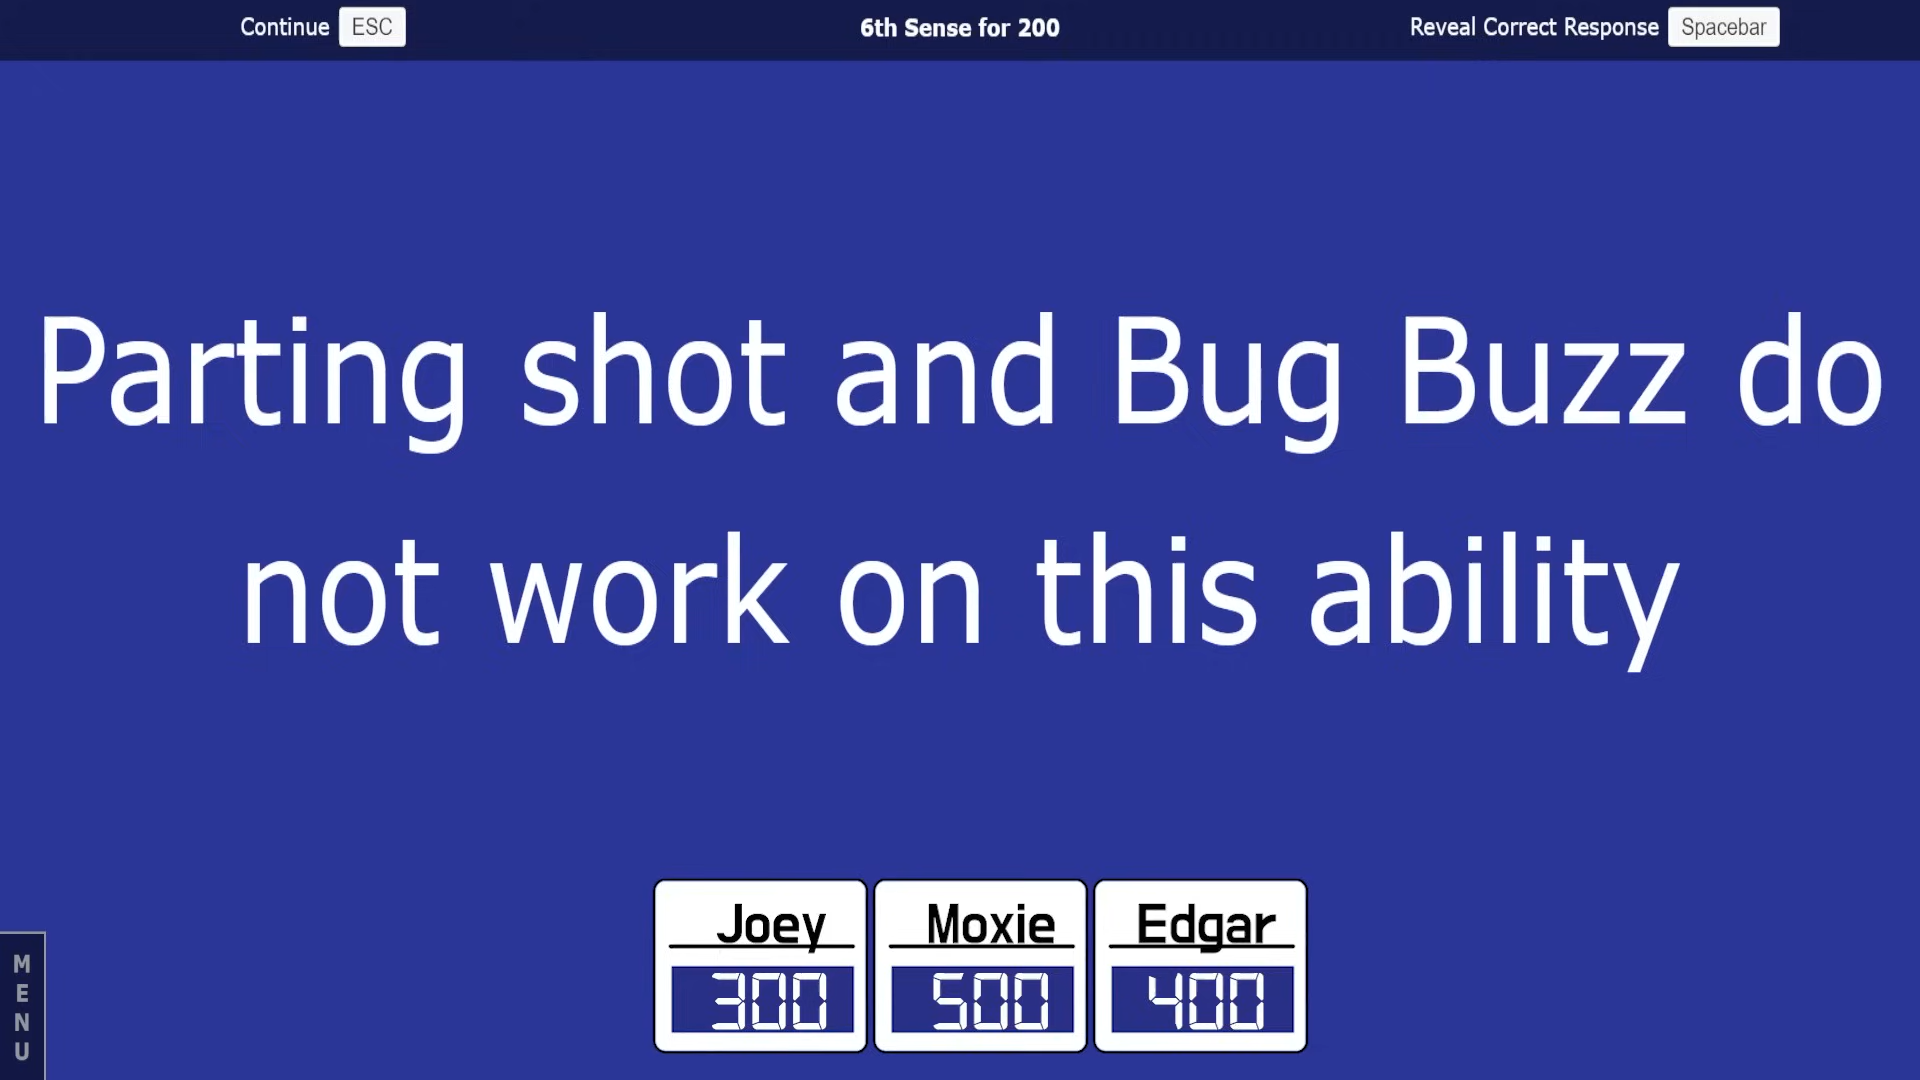 Continue ESC
6th Sense for 200
Reveal Correct Response Spacebar
Parting shot and Bug Buzz do
not work on this ability
Joey
300
Moxie
500
Edgar
400
MENU